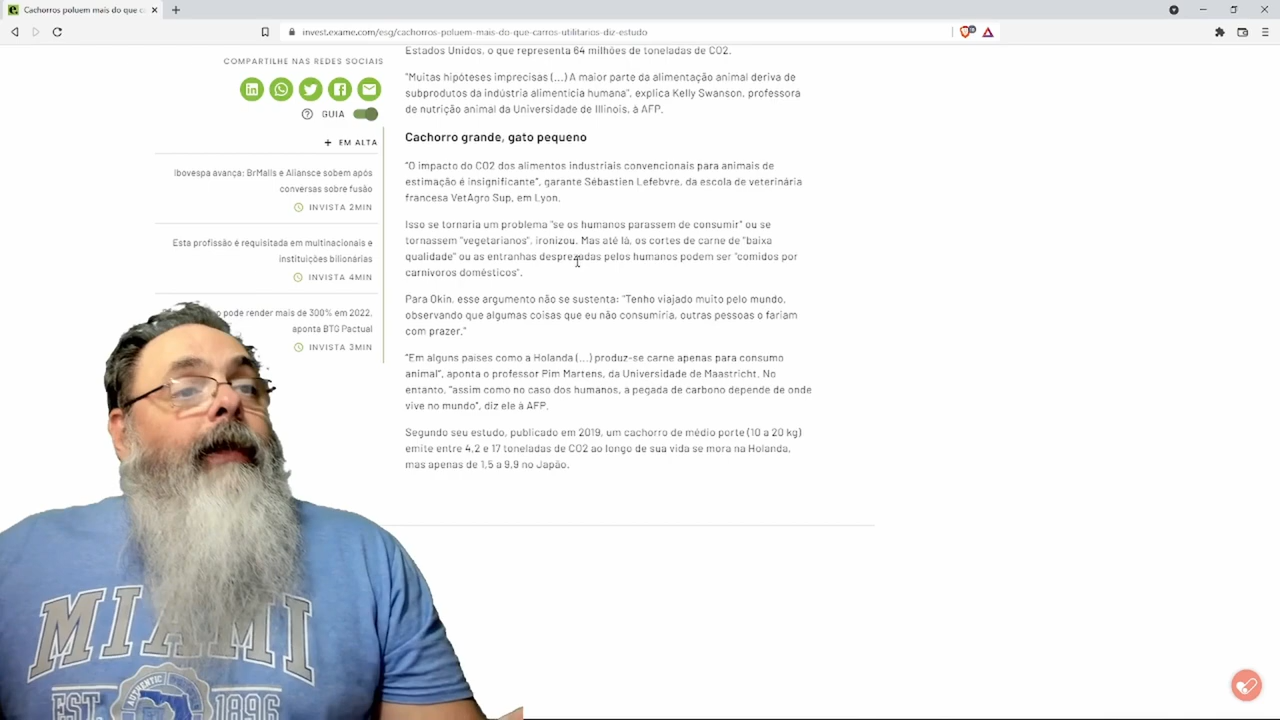 Cachorros poluem mais do que c
invest.exame.com/esg/cachorros-poluem-mais-do-que-carros-utilitarios-diz-estudo
COMPARTILHE NAS REDES SOCIAIS
GUIA
+ EM ALTA
Ibovespa avança: BrMalls e Aliansce sobem após
conversas sobre fusão
INVISTA 2MIN
Esta profissão é requisitada em multinacionais e
instituições bilionárias
INVISTA 4MIN
o pode render mais de 300% em 2022,
aponta BTG Pactual
INVISTA 3MIN
Estados Unidos, o que representa 64 milhões de toneladas de CO2.
"Muitas hipóteses imprecisas (...) A maior parte da alimentação animal deriva de
subprodutos da indústria alimentícia humana", explica Kelly Swanson, professora
de nutrição animal da Universidade de Illinois, à AFP.
Cachorro grande, gato pequeno
"O impacto do CO2 dos alimentos industriais convencionais para animais de
estimação é insignificante", garante Sébastien Lefebvre, da escola de veterinária
francesa VetAgro Sup, em Lyon.
Isso se tornaria um problema "se os humanos parassem de consumir" ou se
tornassem "vegetarianos", ironizou. Mas até lá, os cortes de carne de "baixa
qualidade" ou as entranhas desprezadas pelos humanos podem ser "comidos por
carnívoros domésticos".
Para Okin, esse argumento não se sustenta: "Tenho viajado muito pelo mundo,
observando que algumas coisas que eu não consumiria, outras pessoas o fariam
com prazer."
"Em alguns países como a Holanda (...) produz-se carne apenas para consumo
animal", aponta o professor Pim Martens, da Universidade de Maastricht. No
entanto, "assim como no caso dos humanos, a pegada de carbono depende de onde
vive no mundo", diz ele à AFP.
Segundo seu estudo, publicado em 2019, um cachorro de médio porte (10 a 20 kg)
emite entre 4,2 e 17 toneladas de CO2 ao longo de sua vida se mora na Holanda,
mas apenas de 1,5 a 9,9 no Japão.
MIAMI
EST. 1896
AUTHENTIC